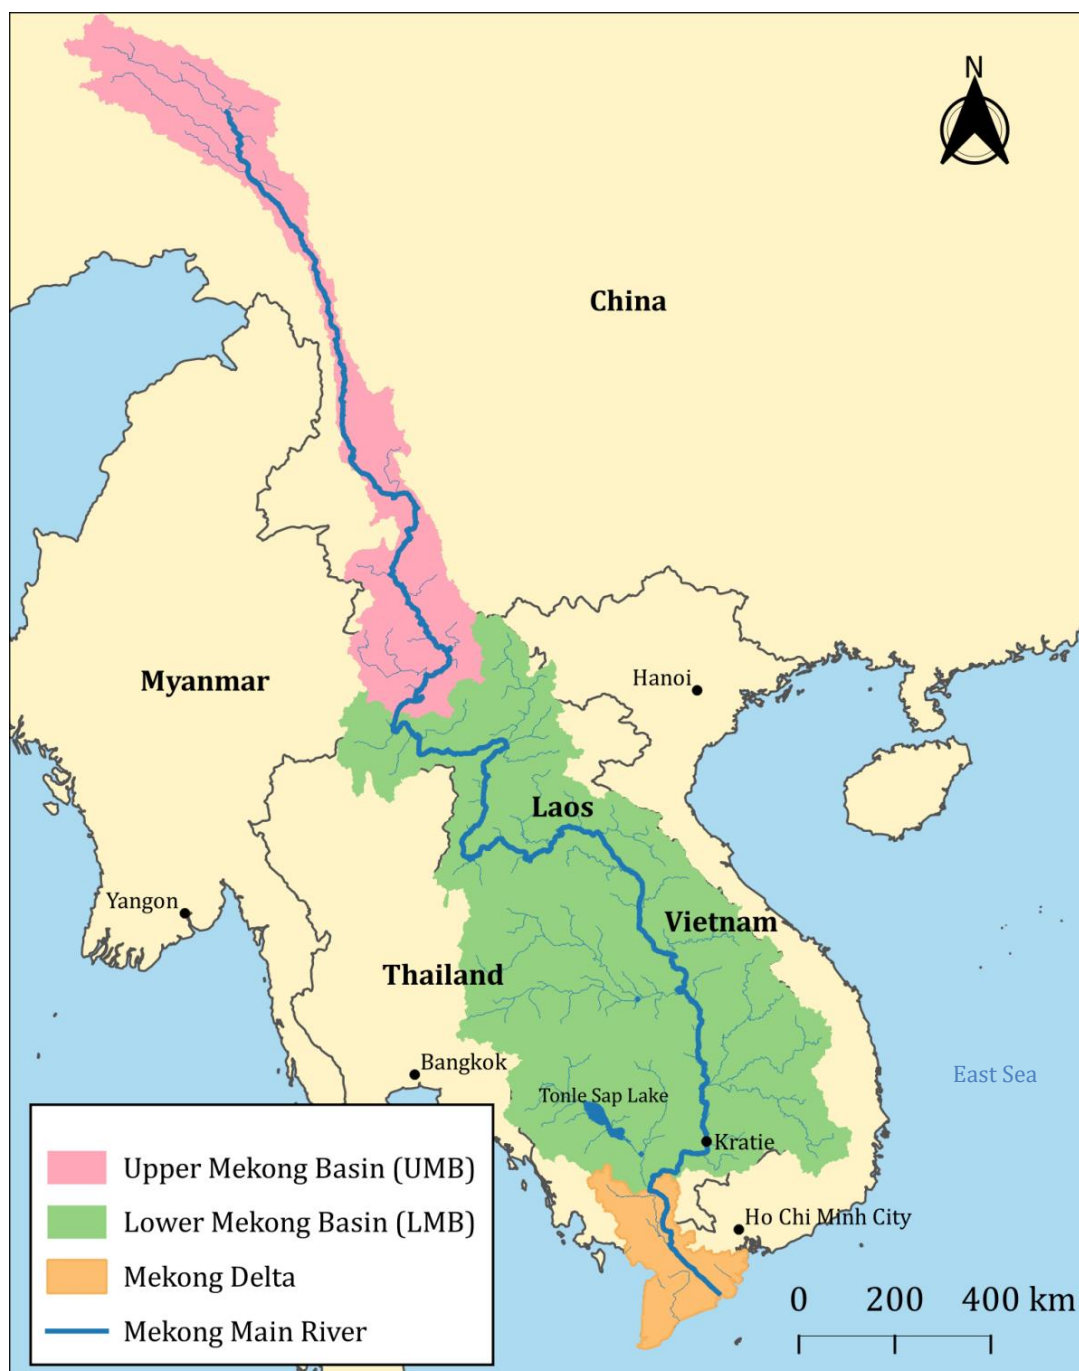 N
China
Hanoi
Myanmar
Laos
Yangon
Vietnam
Thailand
Bangkok
East Sea
Tonle Sap Lake
Kratie
Ho Chi Minh City
Upper Mekong Basin (UMB)
Lower Mekong Basin (LMB)
Mekong Delta
Mekong Main River
0 200 400 km